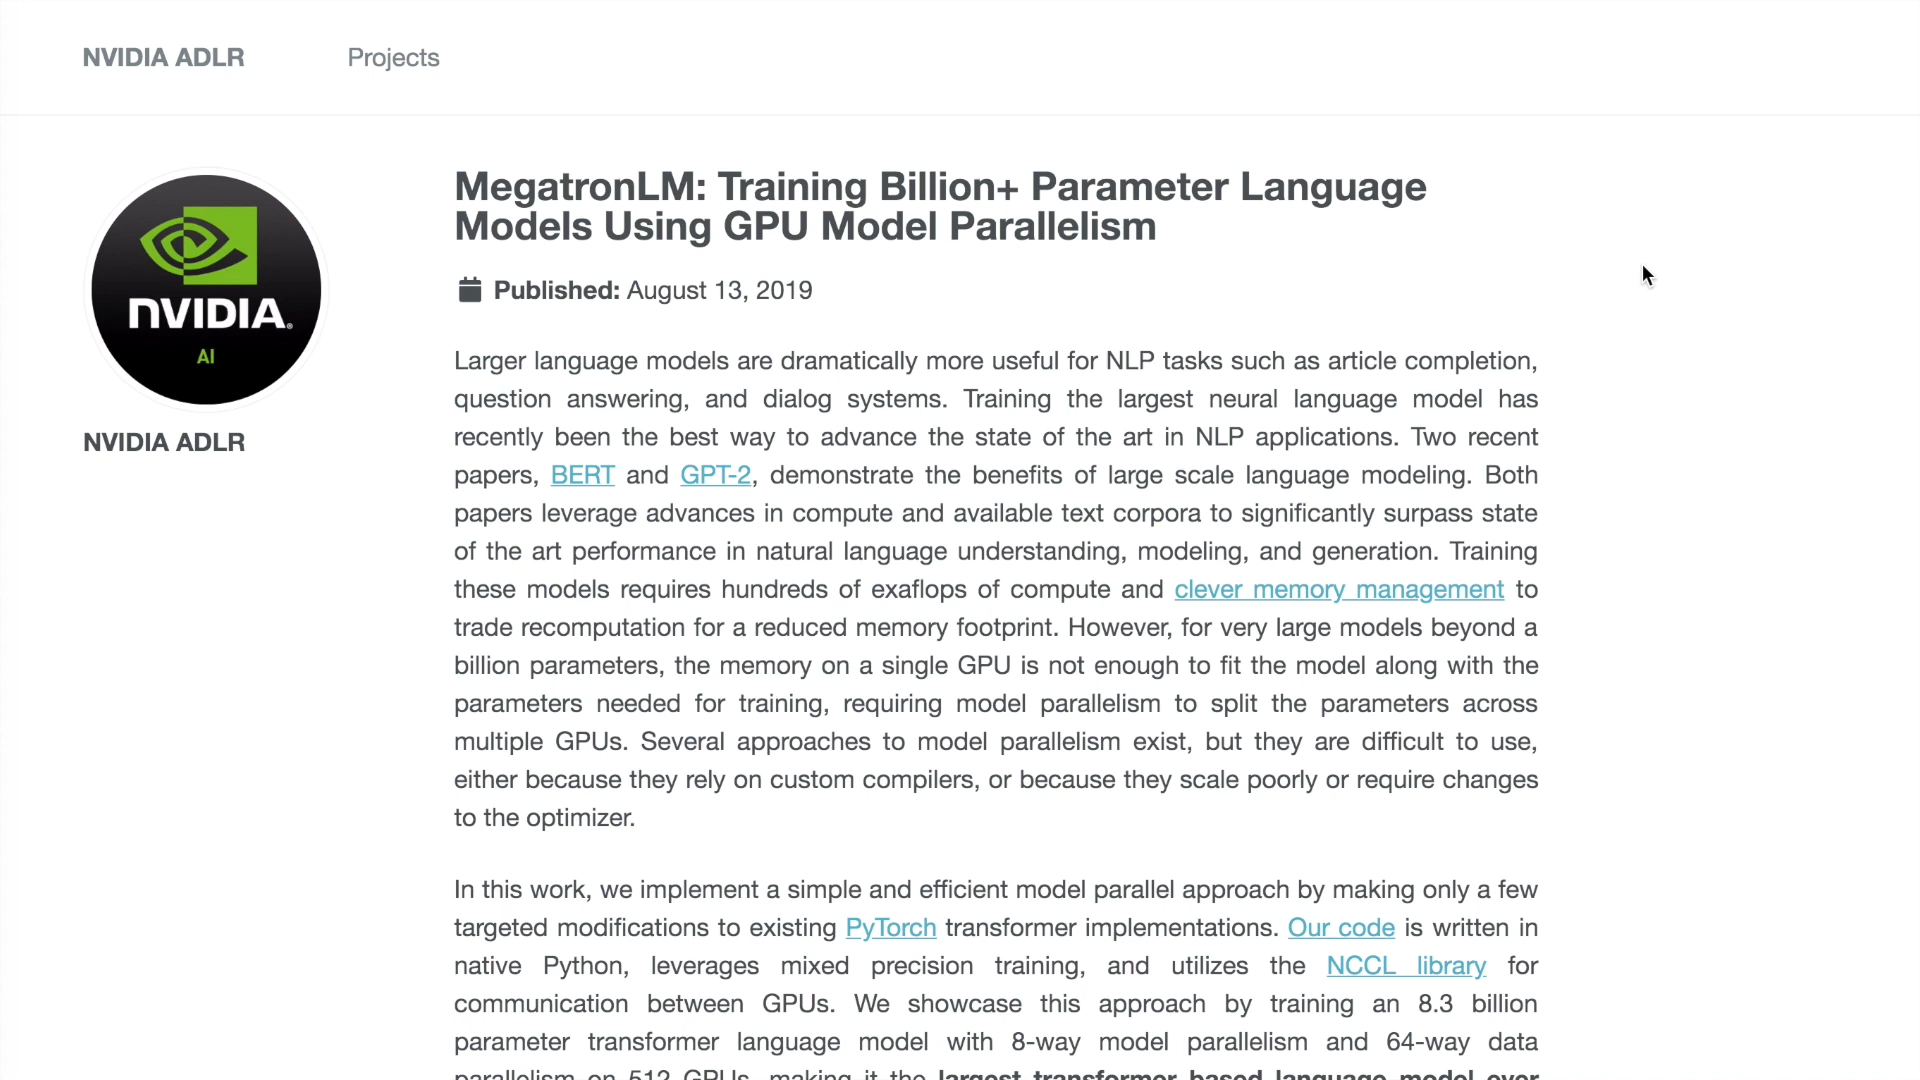 NVIDIA ADLR Projects
NVIDIA
AI
NVIDIA ADLR
MegatronLM: Training Billion+ Parameter Language
Models Using GPU Model Parallelism
Published: August 13, 2019
Larger language models are dramatically more useful for NLP tasks such as article completion,
question answering, and dialog systems. Training the largest neural language model has
recently been the best way to advance the state of the art in NLP applications. Two recent
papers, BERT and GPT-2, demonstrate the benefits of large scale language modeling. Both
papers leverage advances in compute and available text corpora to significantly surpass state
of the art performance in natural language understanding, modeling, and generation. Training
these models requires hundreds of exaflops of compute and clever memory management to
trade recomputation for a reduced memory footprint. However, for very large models beyond a
billion parameters, the memory on a single GPU is not enough to fit the model along with the
parameters needed for training, requiring model parallelism to split the parameters across
multiple GPUs. Several approaches to model parallelism exist, but they are difficult to use,
either because they rely on custom compilers, or because they scale poorly or require changes
to the optimizer.
In this work, we implement a simple and efficient model parallel approach by making only a few
targeted modifications to existing PyTorch transformer implementations. Our code is written in
native Python, leverages mixed precision training, and utilizes the NCCL library for
communication between GPUs. We showcase this approach by training an 8.3 billion
parameter transformer language model with 8-way model parallelism and 64-way data
parallelism on 512 GPUs, making it the largest transformer based language model ever